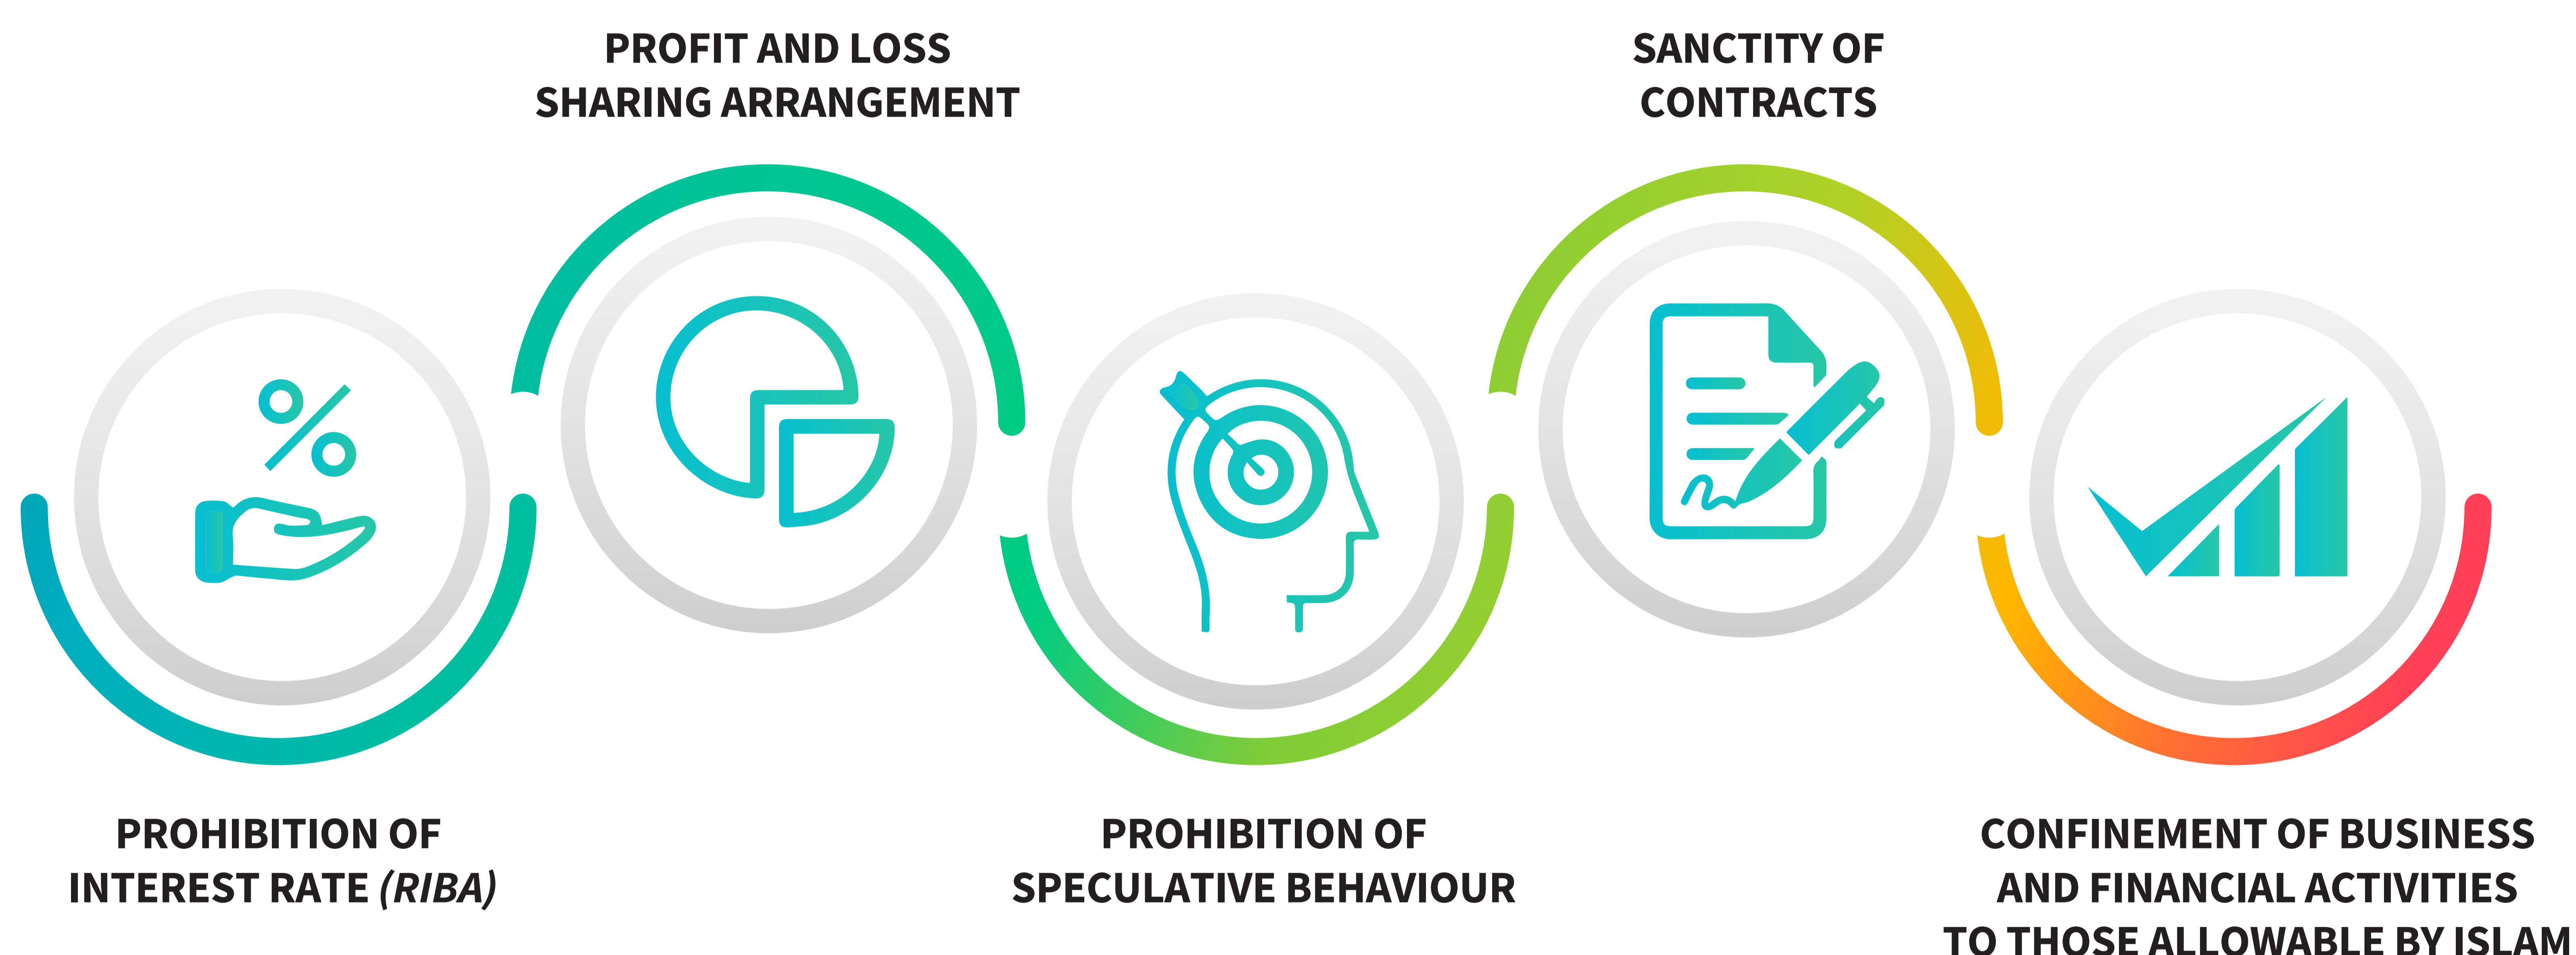 PROFIT AND LOSS
SHARING ARRANGEMENT
SANCTITY OF
CONTRACTS
PROHIBITION OF
INTEREST RATE (RIBA)
PROHIBITION OF
SPECULATIVE BEHAVIOUR
CONFINEMENT OF BUSINESS
AND FINANCIAL ACTIVITIES
TO THOSE ALLOWABLE BY ISLAM